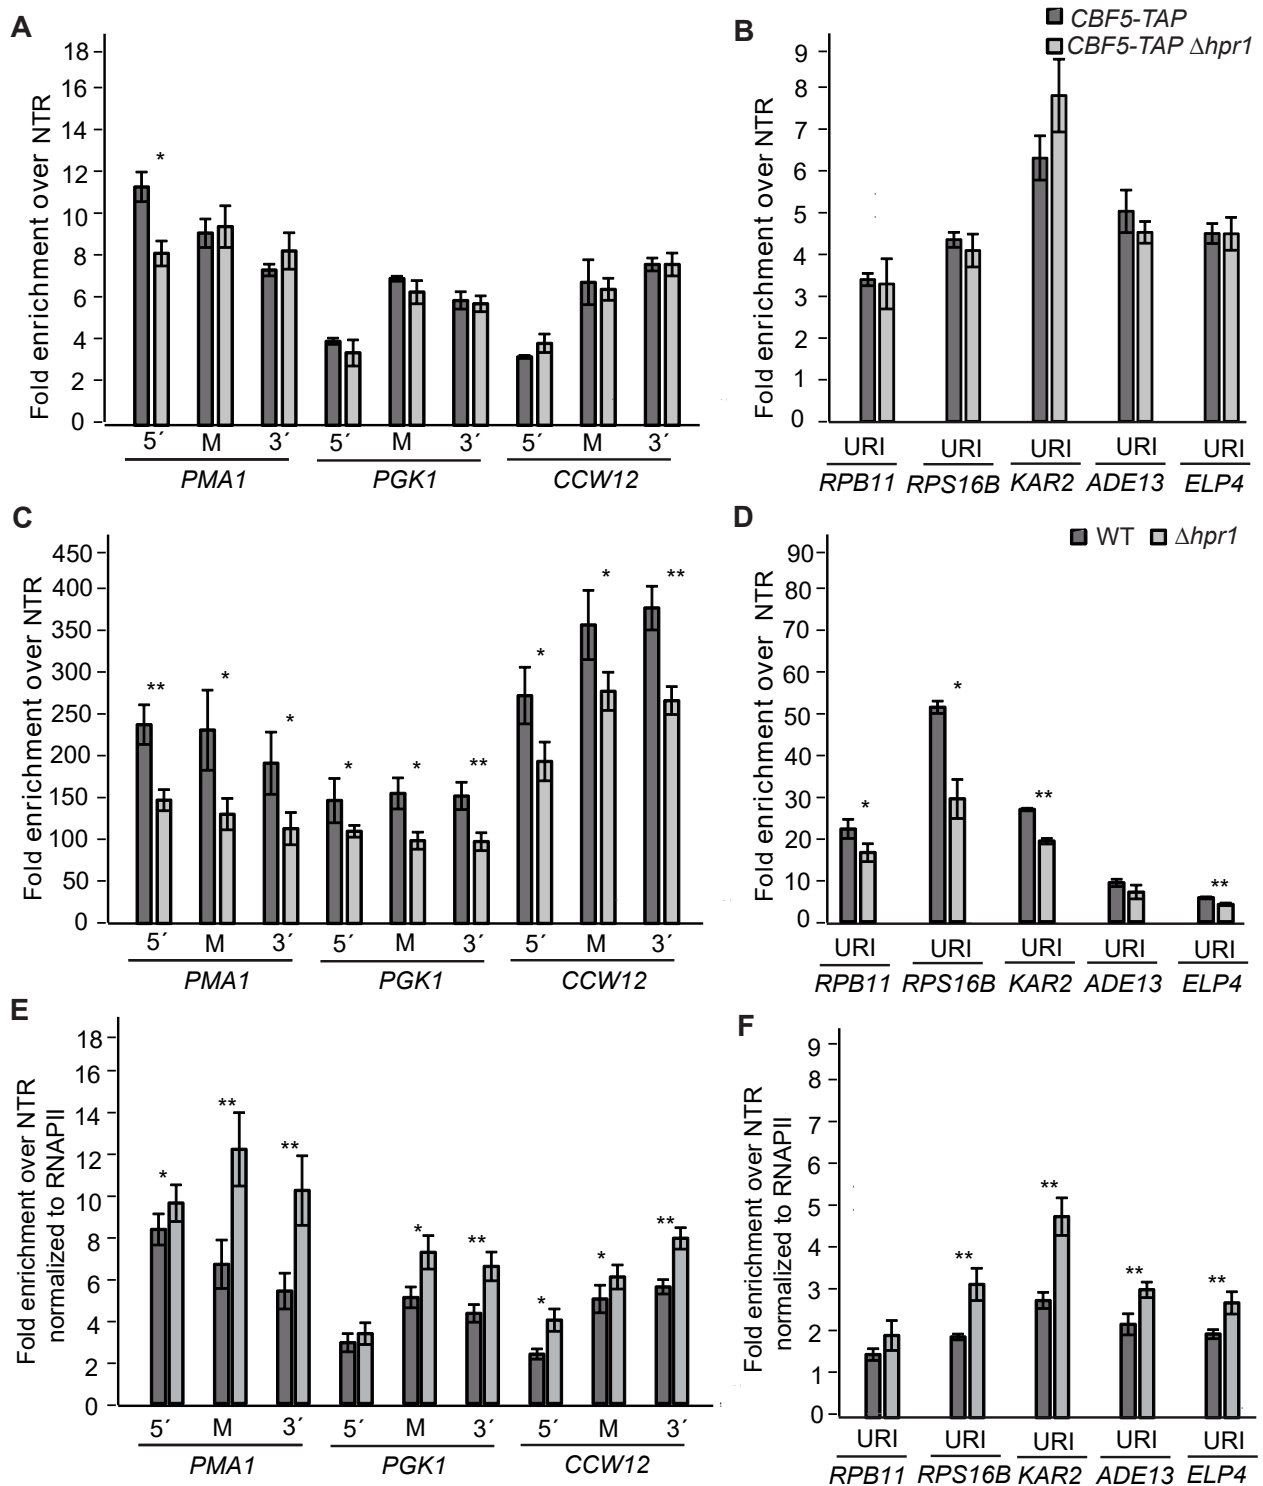 A
Fold enrichment over NTR
18
16
14
12
10
8
6
4
2
0
*
5´ M 3´ 5´ M 3´ 5´ M 3´
PMA1 PGK1 CCW12
B
CBF5-TAP
CBF5-TAP Δhpr1
Fold enrichment over NTR
9
8
7
6
5
4
3
2
1
0
URI URI URI URI URI
RPB11 RPS16B KAR2 ADE13 ELP4
C
Fold enrichment over NTR
450
400
350
300
250
200
150
100
50
0
** * * * * ** * * **
5´ M 3´ 5´ M 3´ 5´ M 3´
PMA1 PGK1 CCW12
D
WT Δhpr1
Fold enrichment over NTR
90
80
70
60
50
40
30
20
10
0
* * ** **
URI URI URI URI URI
RPB11 RPS16B KAR2 ADE13 ELP4
E
Fold enrichment over NTR
normalized to RNAPII
18
16
14
12
10
8
6
4
2
0
* ** ** * ** * * **
5´ M 3´ 5´ M 3´ 5´ M 3´
PMA1 PGK1 CCW12
F
Fold enrichment over NTR
normalized to RNAPII
9
8
7
6
5
4
3
2
1
0
** ** ** **
URI URI URI URI URI
RPB11 RPS16B KAR2 ADE13 ELP4